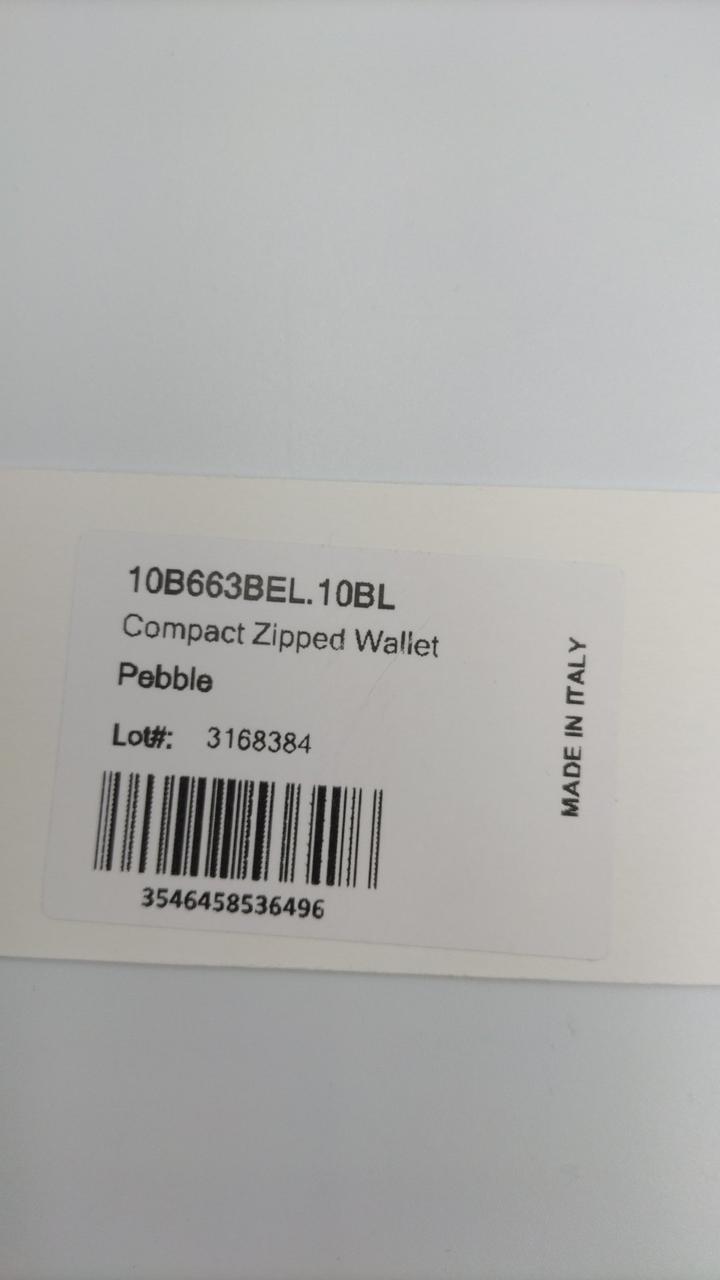 10B663BEL.10BL
Compact Zipped Wallet
Pebble
Lot#: 3168384
3546458536496
MADE IN ITALY